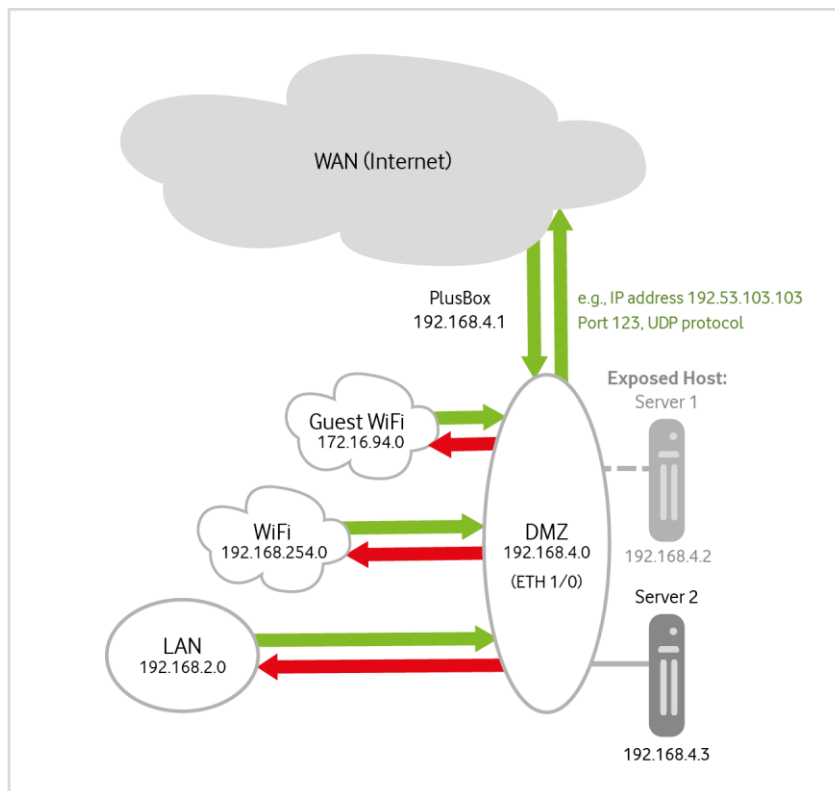 WAN (Internet)
PlusBox
192.168.4.1
e.g., IP address 192.53.103.103
Port 123, UDP protocol
Exposed Host:
Server 1
192.168.4.2
Guest WiFi
172.16.94.0
WiFi
192.168.254.0
DMZ
192.168.4.0
(ETH 1/0)
Server 2
192.168.4.3
LAN
192.168.2.0